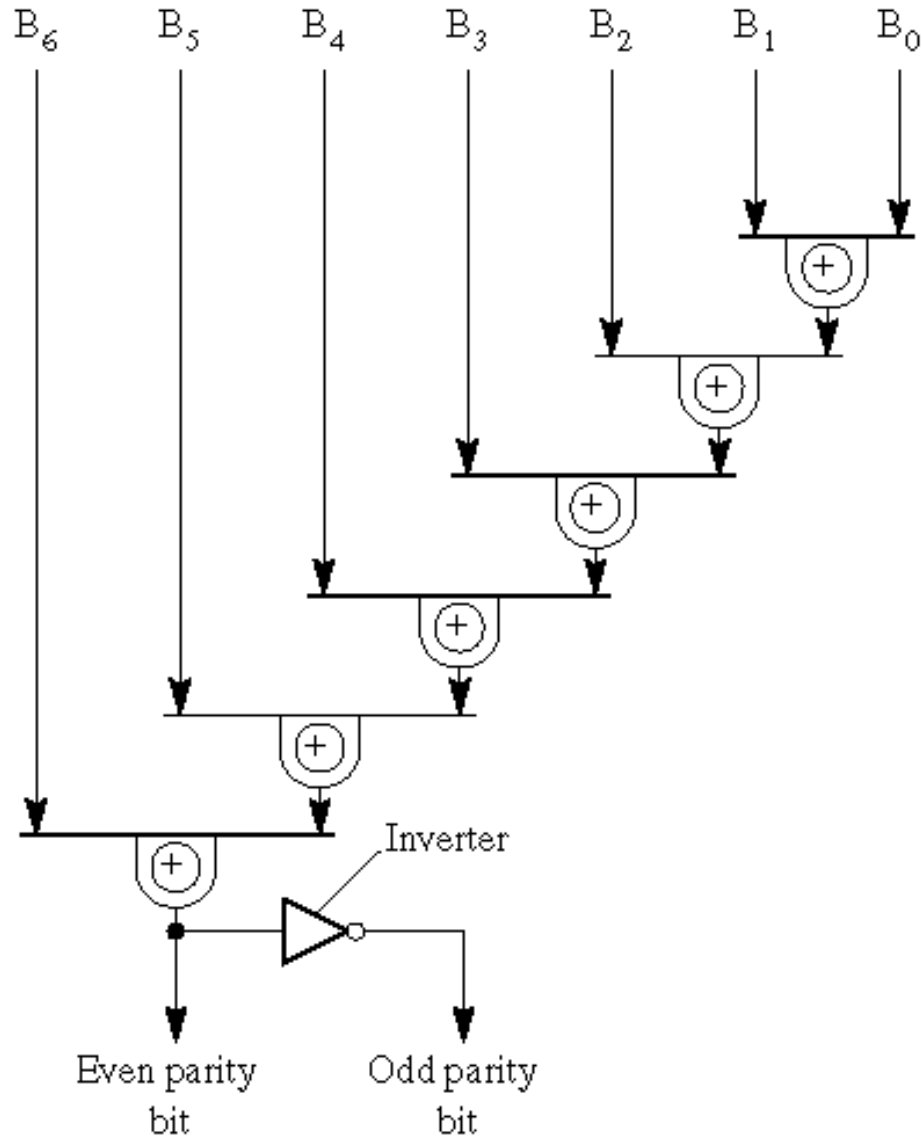 B6 B5 B4 B3 B2 B1 B0
+
+
+
+
+
+
Inverter
Even parity bit
Odd parity bit